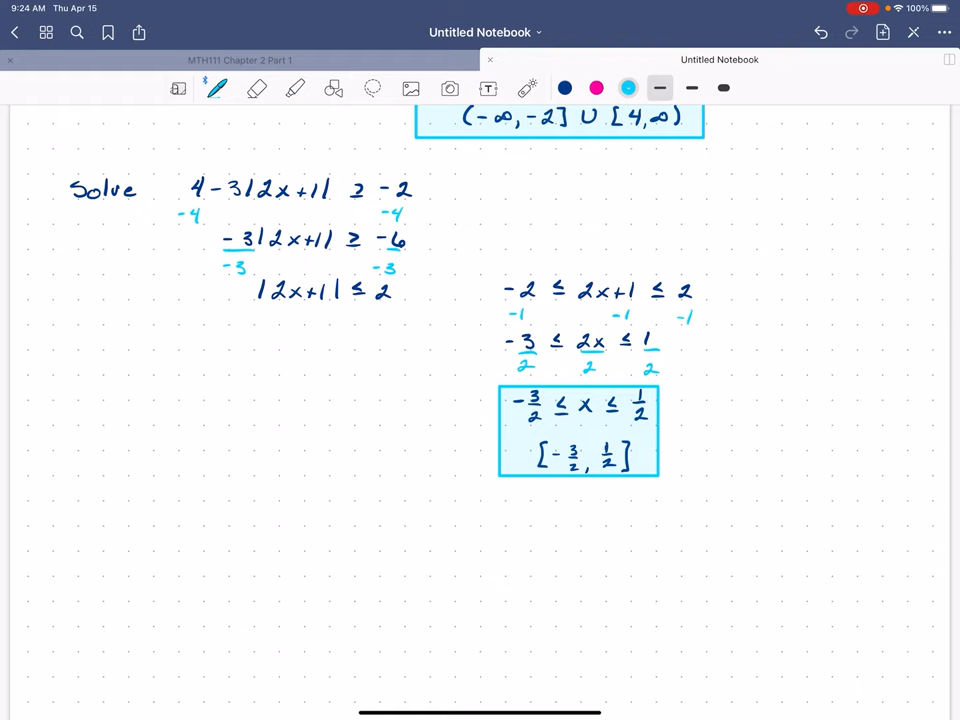 9:24 AM Thu Apr 15
100%
Untitled Notebook
MTH111 Chapter 2 Part 1
Untitled Notebook
T
(-∞, -2] ∪ [4, ∞)
Solve 4 - 3|2x+1| ≥ -2
-4 -4
-3|2x+1| ≥ -6
-3 -3
|2x+1| ≤ 2
-2 ≤ 2x+1 ≤ 2
-1 -1 -1
-3 ≤ 2x ≤ 1
2 2 2
-3/2 ≤ x ≤ 1/2
[-3/2, 1/2]